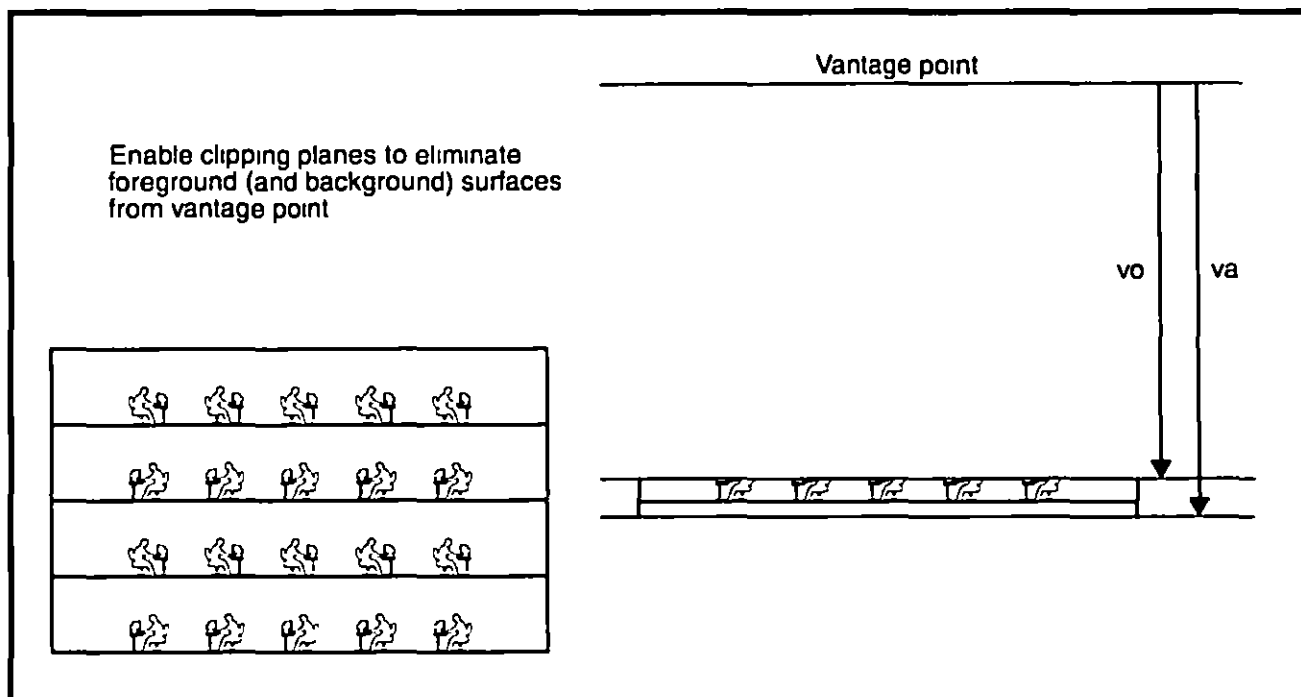 Vantage point
Enable clipping planes to eliminate
foreground (and background) surfaces
from vantage point
vo
va